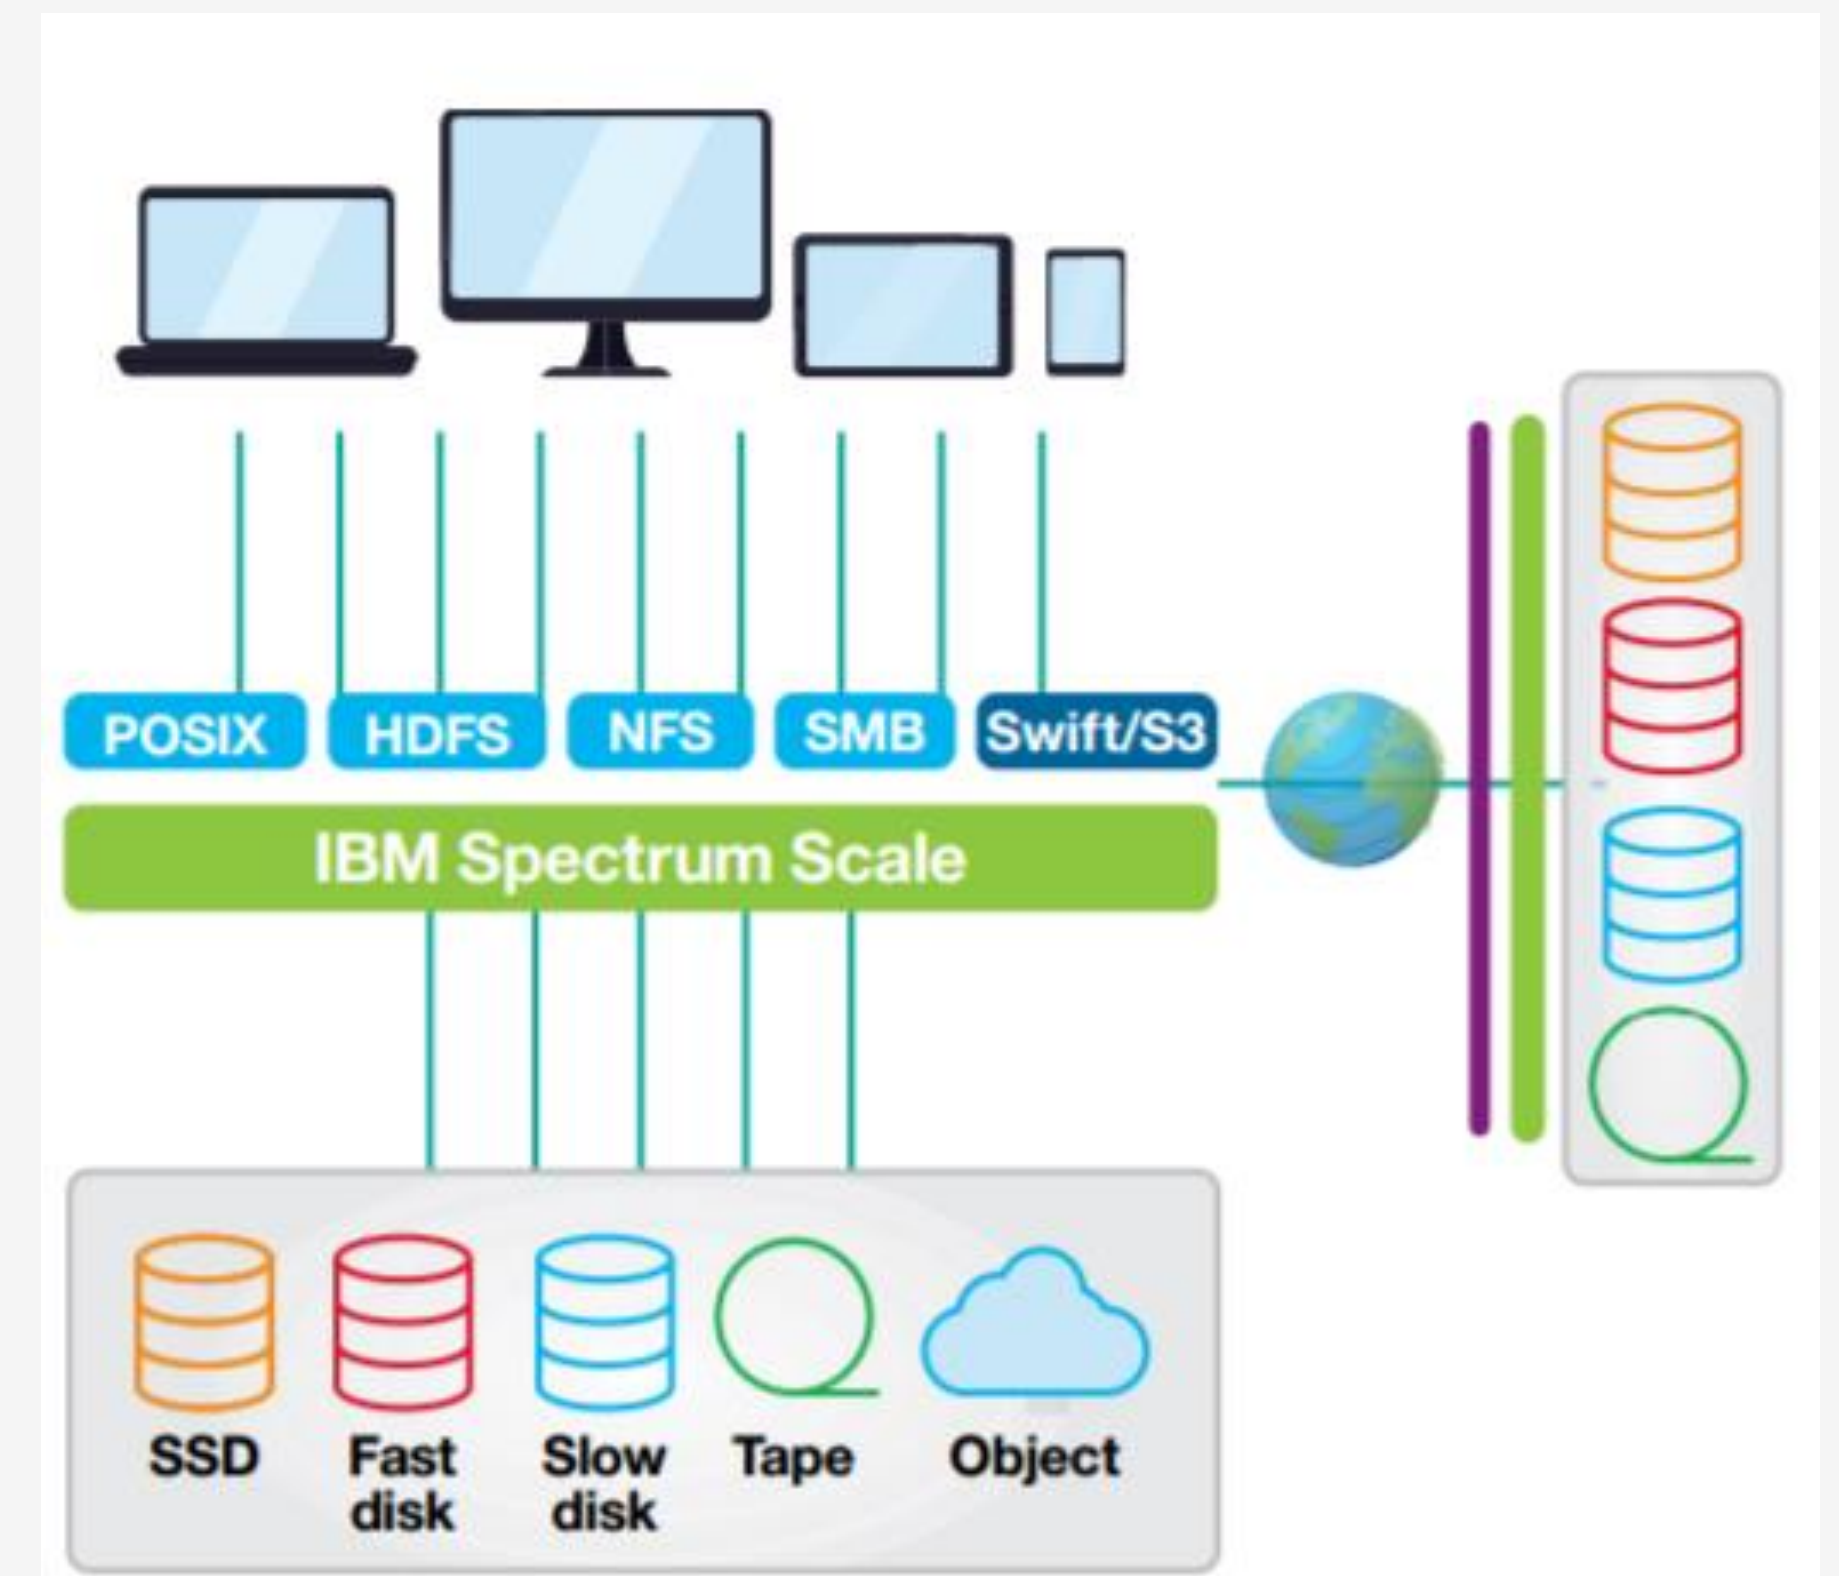 POSIX
HDFS
NFS
SMB
Swift/S3
IBM Spectrum Scale
SSD
Fast
disk
Slow
disk
Tape
Object